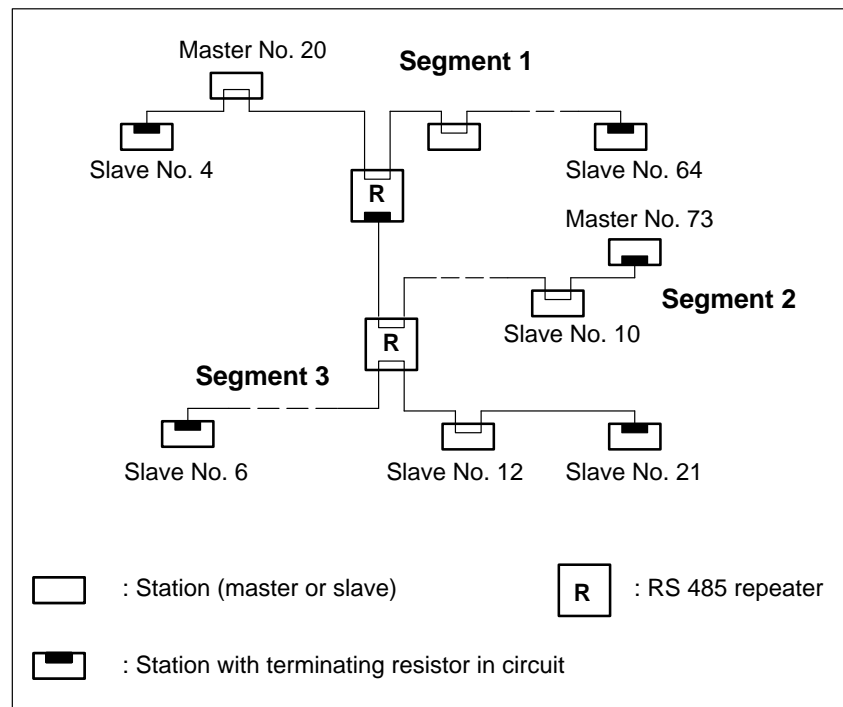 Master No. 20
Segment 1
Slave No. 4
Slave No. 64
R
Master No. 73
Segment 2
Slave No. 10
R
Segment 3
Slave No. 6
Slave No. 12
Slave No. 21
: Station (master or slave)
R
: RS 485 repeater
: Station with terminating resistor in circuit